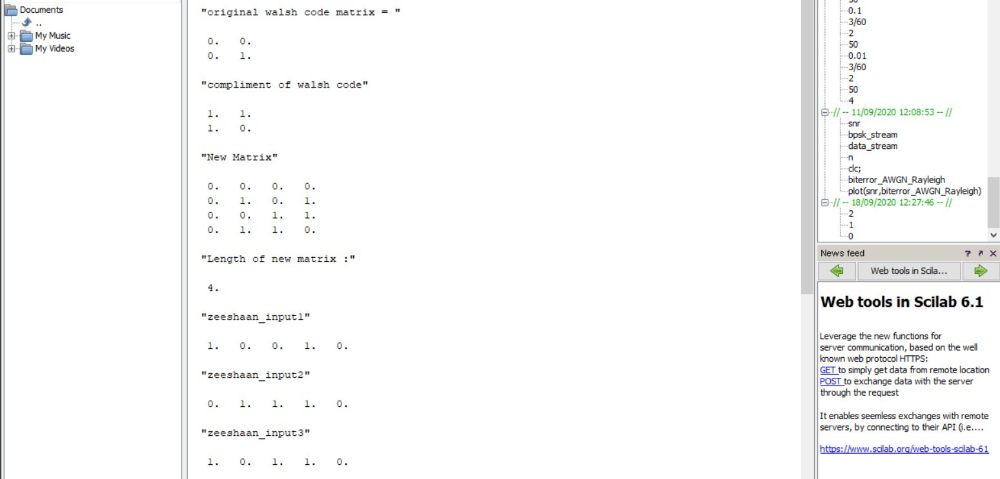 Documents
..
My Music
My Videos
"original walsh code matrix = "
0. 0.
0. 1.
"compliment of walsh code"
1. 1.
1. 0.
"New Matrix"
0. 0. 0. 0.
0. 1. 0. 1.
0. 0. 1. 1.
0. 1. 1. 0.
"Length of new matrix :"
4.
"zeeshaan_input1"
1. 0. 0. 1. 0.
"zeeshaan_input2"
0. 1. 1. 1. 0.
"zeeshaan_input3"
1. 0. 1. 1. 0.
0.1
3/60
2
50
0.01
3/60
2
50
4
// -- 11/09/2020 12:08:53 -- //
snr
bpsk_stream
data_stream
n
clc;
biterror_AWGN_Rayleigh
plot(snr,biterror_AWGN_Rayleigh)
// -- 18/09/2020 12:27:46 -- //
2
1
0
News feed
Web tools in Scila...
Web tools in Scilab 6.1
Leverage the new functions for
server communication, based on the well
known web protocol HTTPS:
GET to simply get data from remote location
POST to exchange data with the server
through the request
It enables seemless exchanges with remote
servers, by connecting to their API (i.e....
https://www.scilab.org/web-tools-scilab-61